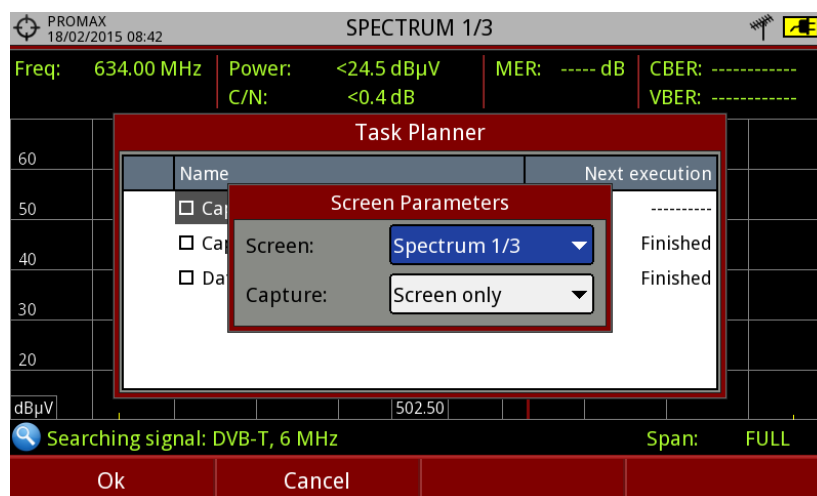 PROMAX
18/02/2015 08:42
SPECTRUM 1/3
Freq: 634.00 MHz Power: <24.5 dBµV MER: ----- dB CBER: ------------
C/N: <0.4 dB VBER: ------------
Task Planner
Name Next execution
Screen Parameters
Screen: Spectrum 1/3
Capture: Screen only
----------
Finished
Finished
60
50
40
30
20
dBµV
502.50
Searching signal: DVB-T, 6 MHz Span: FULL
Ok Cancel